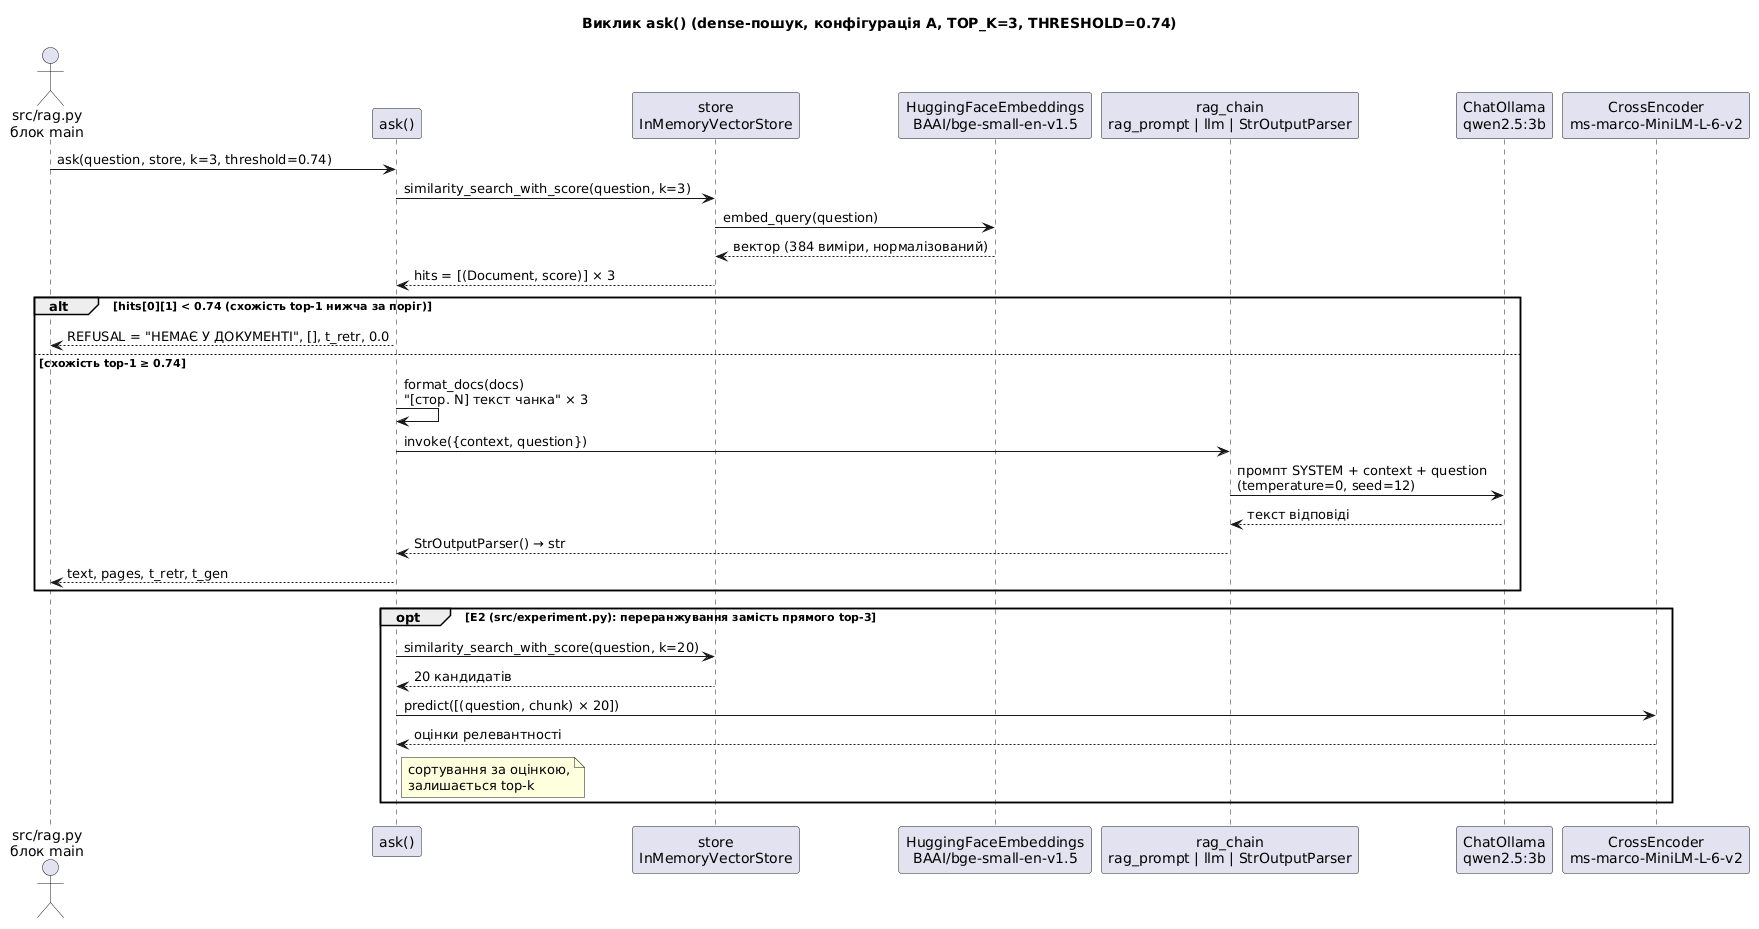 Виклик ask() (dense-пошук, конфігурація A, TOP_K=3, THRESHOLD=0.74)
src/rag.py
блок main
ask()
store
InMemoryVectorStore
HuggingFaceEmbeddings
BAAI/bge-small-en-v1.5
rag_chain
rag_prompt | llm | StrOutputParser
ChatOllama
qwen2.5:3b
CrossEncoder
ms-marco-MiniLM-L-6-v2
ask(question, store, k=3, threshold=0.74)
similarity_search_with_score(question, k=3)
embed_query(question)
вектор (384 виміри, нормалізований)
hits = [(Document, score)] × 3
alt [hits[0][1] < 0.74 (схожість top-1 нижча за поріг)]
REFUSAL = "НЕМАЄ У ДОКУМЕНТІ", [], t_retr, 0.0
[схожість top-1 ≥ 0.74]
format_docs(docs)
"[стор. N] текст чанка" × 3
invoke({context, question})
промпт SYSTEM + context + question
(temperature=0, seed=12)
текст відповіді
StrOutputParser() → str
text, pages, t_retr, t_gen
opt [E2 (src/experiment.py): переранжування замість прямого top-3]
similarity_search_with_score(question, k=20)
20 кандидатів
predict([(question, chunk) × 20])
оцінки релевантності
сортування за оцінкою,
залишається top-k
src/rag.py
блок main
ask()
store
InMemoryVectorStore
HuggingFaceEmbeddings
BAAI/bge-small-en-v1.5
rag_chain
rag_prompt | llm | StrOutputParser
ChatOllama
qwen2.5:3b
CrossEncoder
ms-marco-MiniLM-L-6-v2